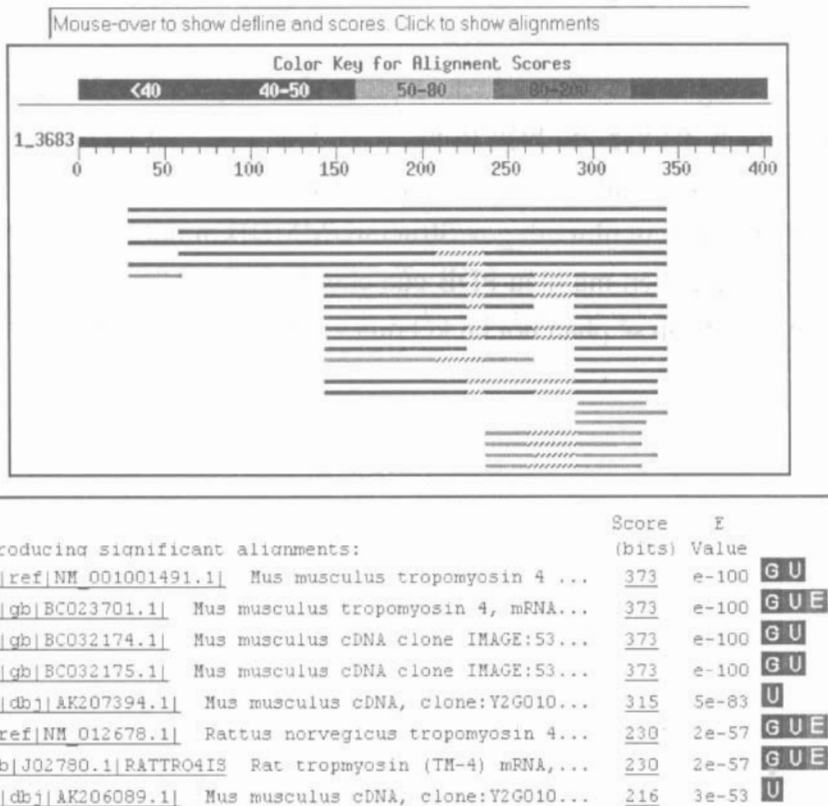 Mouse-over to show defline and scores. Click to show alignments
Color Key for Alignment Scores
<40 40-50 50-80 80-200
1_3683
0 50 100 150 200 250 300 350 400
Score E
roducing significant alignments: (bits) Value
|ref|NM_001001491.1| Mus musculus tropomyosin 4 ... 373 e-100 G U
|gb|BC023701.1| Mus musculus tropomyosin 4, mRNA... 373 e-100 G U E
|gb|BC032174.1| Mus musculus cDNA clone IMAGE:53... 373 e-100 G U
|gb|BC032175.1| Mus musculus cDNA clone IMAGE:53... 373 e-100 G U
|dbj|AK207394.1| Mus musculus cDNA, clone:Y2G010... 315 5e-83 U
ref|NM_012678.1| Rattus norvegicus tropomyosin 4... 230 2e-57 G U E
b|J02780.1|RATTRO4IS Rat tropmyosin (TM-4) mRNA,... 230 2e-57 G U E
|dbj|AK206089.1| Mus musculus cDNA, clone:Y2G010... 216 3e-53 U